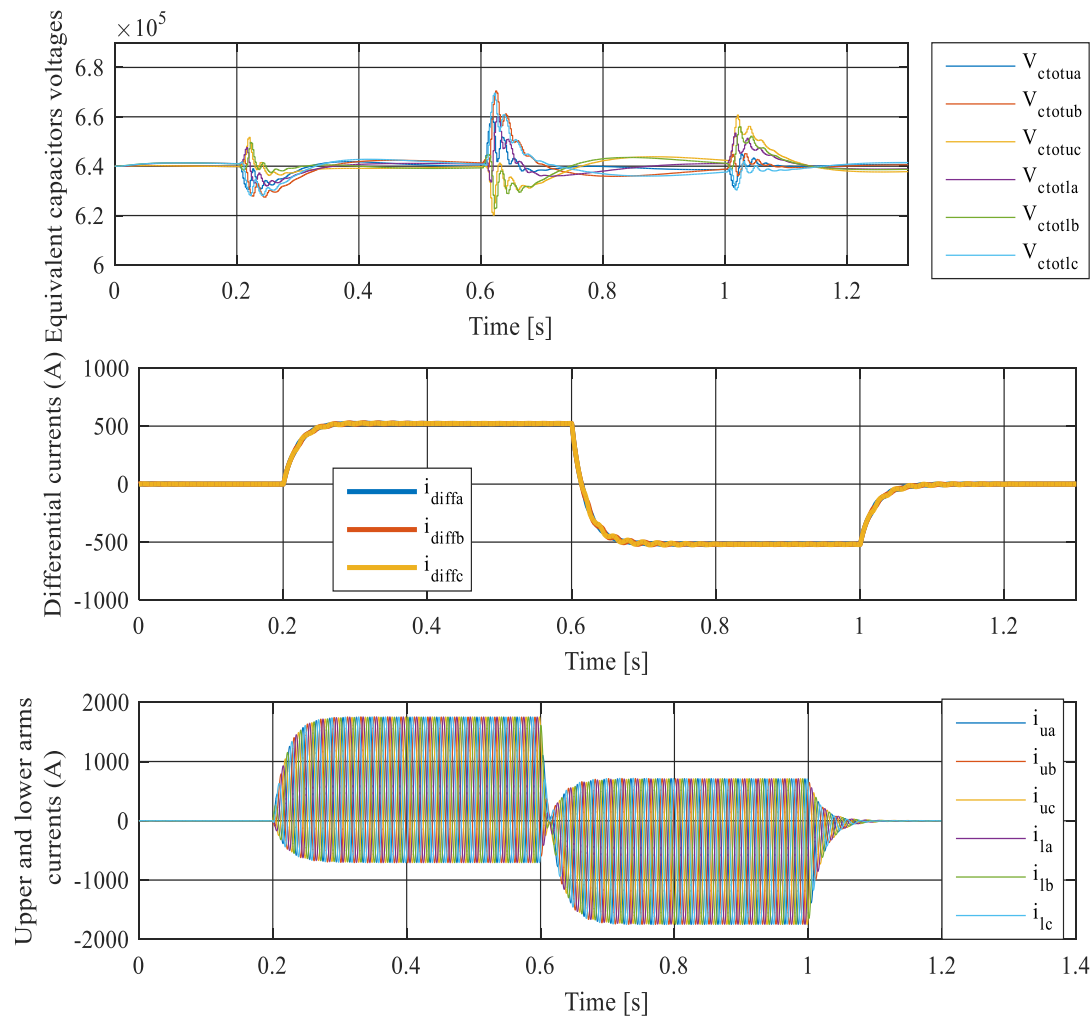 ×10⁵
Equivalent capacitors voltages
6.8
6.6
6.4
6.2
6
0 0.2 0.4 0.6 0.8 1 1.2
Time [s]
V_ctotua
V_ctotub
V_ctotuc
V_ctotla
V_ctotlb
V_ctotlc
Differential currents (A)
1000
500
0
-500
-1000
0 0.2 0.4 0.6 0.8 1 1.2
Time [s]
i_diffa
i_diffb
i_diffc
Upper and lower arms
currents (A)
2000
1000
0
-1000
-2000
0 0.2 0.4 0.6 0.8 1 1.2 1.4
Time [s]
i_ua
i_ub
i_uc
i_la
i_lb
i_lc